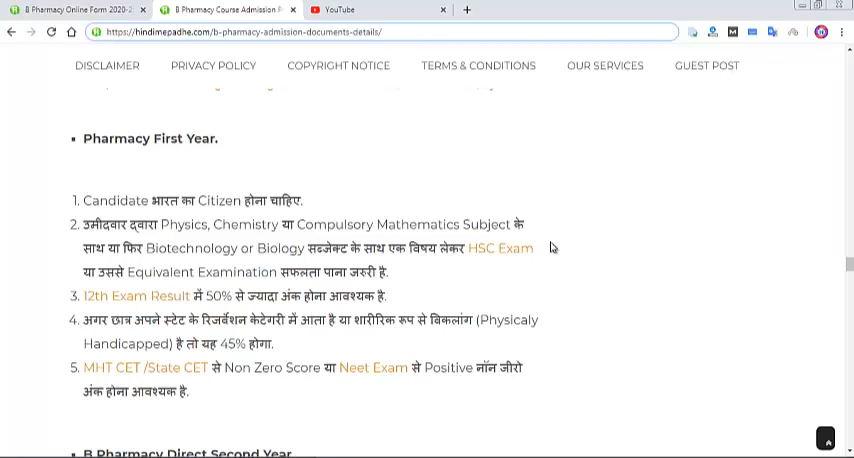 B Pharmacy Online Form 2020-2
B Pharmacy Course Admission P
YouTube
https://hindimepadhe.com/b-pharmacy-admission-documents-details/
DISCLAIMER PRIVACY POLICY COPYRIGHT NOTICE TERMS & CONDITIONS OUR SERVICES GUEST POST
▪ Pharmacy First Year.
1. Candidate भारत का Citizen होना चाहिए.
2. उमीदवार द्वारा Physics, Chemistry या Compulsory Mathematics Subject के
साथ या फिर Biotechnology or Biology सब्जेक्ट के साथ एक विषय लेकर HSC Exam
या उससे Equivalent Examination सफलता पाना जरुरी है.
3. 12th Exam Result में 50% से ज्यादा अंक होना आवश्यक है.
4. अगर छात्र अपने स्टेट के रिजर्वेशन केटेगरी में आता है या शारीरिक रूप से विकलांग (Physicaly
Handicapped) है तो यह 45% होगा.
5. MHT CET /State CET से Non Zero Score या Neet Exam से Positive नॉन जीरो
अंक होना आवश्यक है.
▪ B Pharmacy Direct Second Year